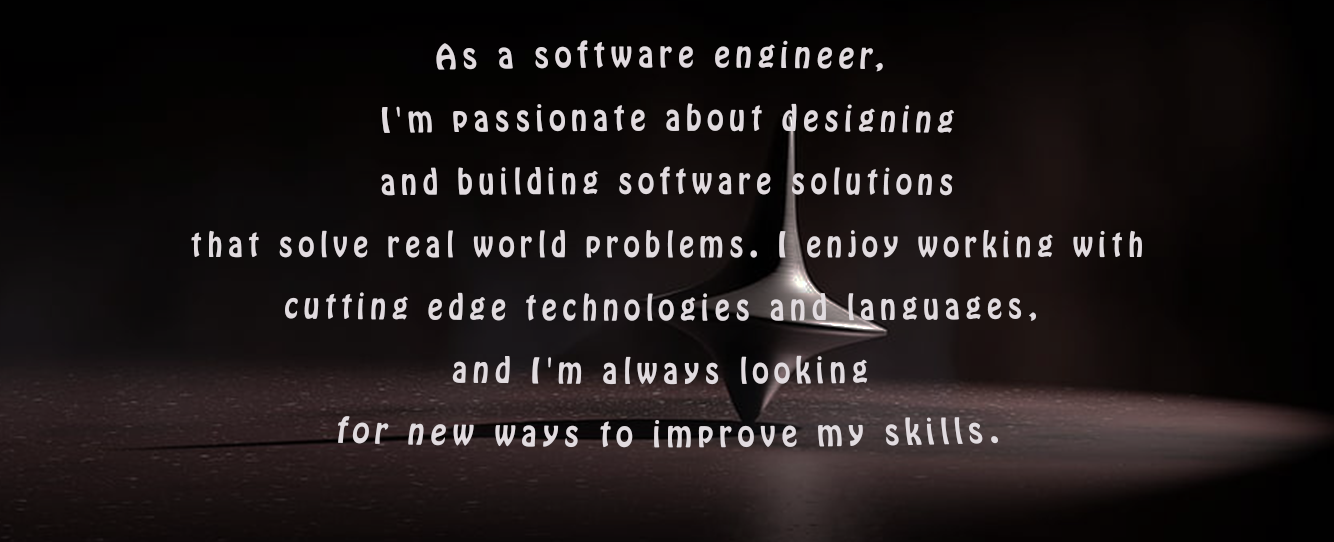 As a software engineer,
I'm passionate about designing
and building software solutions
that solve real world problems. I enjoy working with
cutting edge technologies and languages,
and I'm always looking
for new ways to improve my skills.